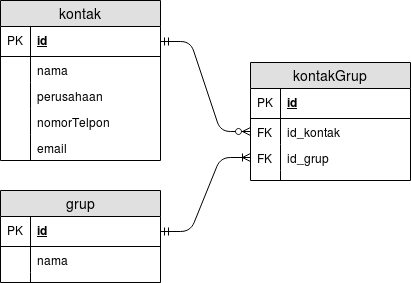 kontak
PK id
nama
perusahaan
nomorTelpon
email
kontakGrup
PK id
FK id_kontak
FK id_grup
grup
PK id
nama